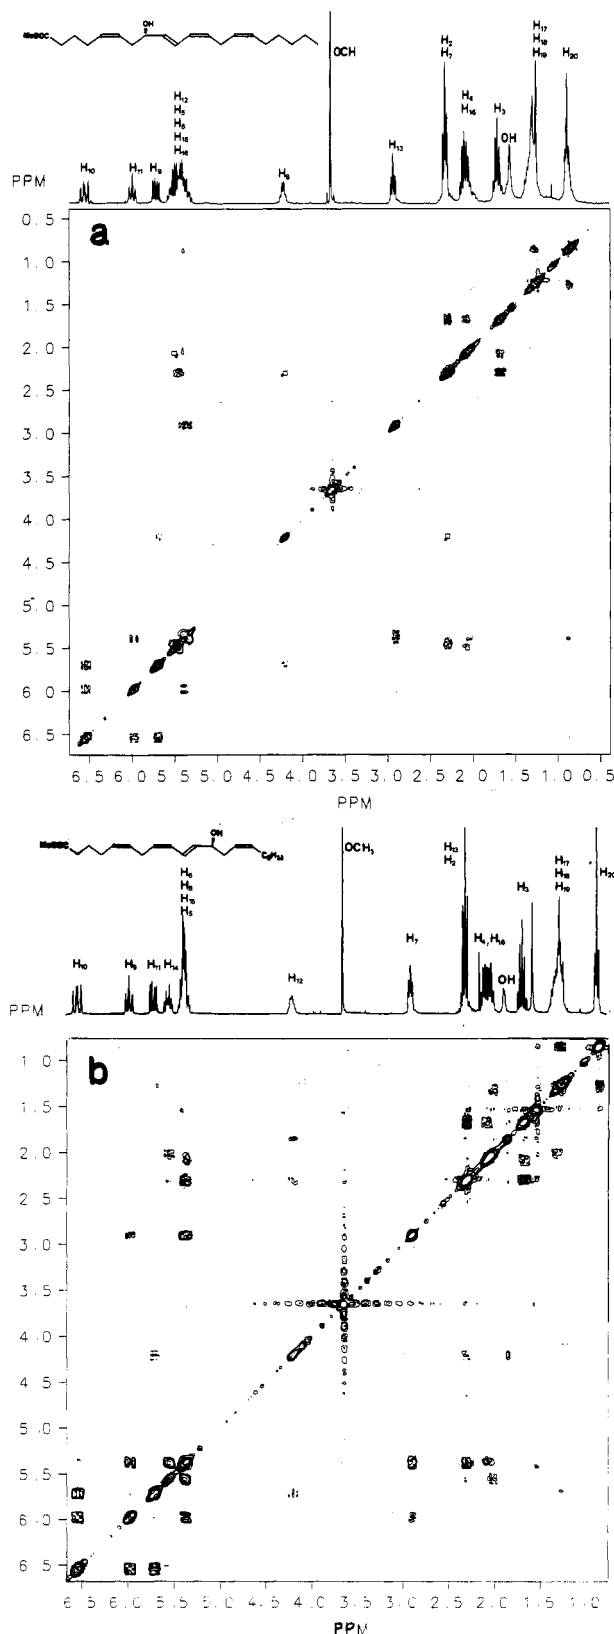 MeOOC
OH
OCH
H₂
H₇
H₁₇
H₁₈
H₁₉
H₂₀
H₁₂
H₅
H₆
H₁₅
H₁₆
H₄
H₁₆
H₃
OH
H₁₀
H₁₁
H₉
H₈
H₁₃
PPM
a
0.5
1.0
1.5
2.0
2.5
3.0
3.5
4.0
4.5
5.0
5.5
6.0
6.5
6.5 6.0 5.5 5.0 4.5 4.0 3.5 3.0 2.5 2.0 1.5 1.0 0.5
PPM
MeOOC
OH
OCH₃
H₁₃
H₂
H₁₇
H₁₈
H₁₉
H₂₀
H₆
H₈
H₁₅
H₅
H₃
H₁₀
H₉
H₁₁
H₁₄
H₁₂
H₇
H₄, H₁₆
OH
PPM
b
1.0
1.5
2.0
2.5
3.0
3.5
4.0
4.5
5.0
5.5
6.0
6.5
6.5 6.0 5.5 5.0 4.5 4.0 3.5 3.0 2.5 2.0 1.5 1.0
PPM